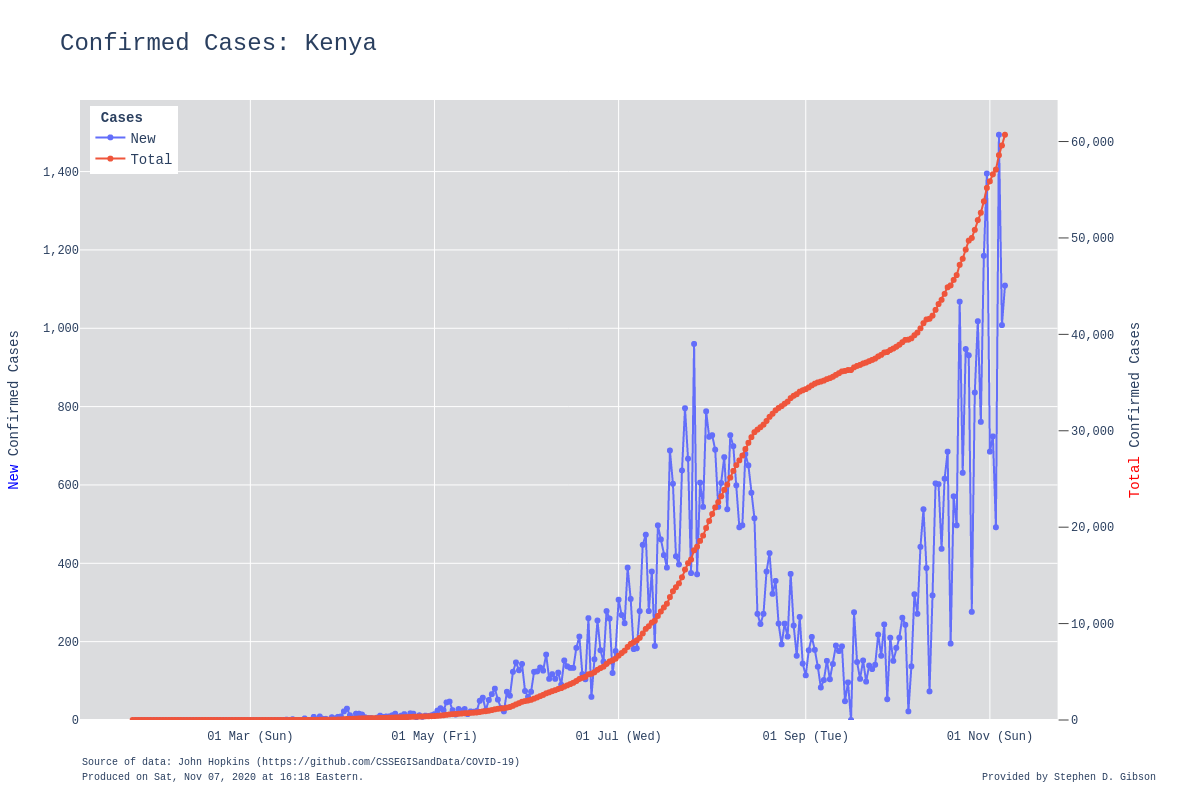 Confirmed Cases: Kenya
Cases
New
Total
1,400
1,200
1,000
800
600
400
200
0
New Confirmed Cases
60,000
50,000
40,000
30,000
20,000
10,000
0
Total Confirmed Cases
01 Mar (Sun)
01 May (Fri)
01 Jul (Wed)
01 Sep (Tue)
01 Nov (Sun)
Source of data: John Hopkins (https://github.com/CSSEGISandData/COVID-19)
Produced on Sat, Nov 07, 2020 at 16:18 Eastern.
Provided by Stephen D. Gibson